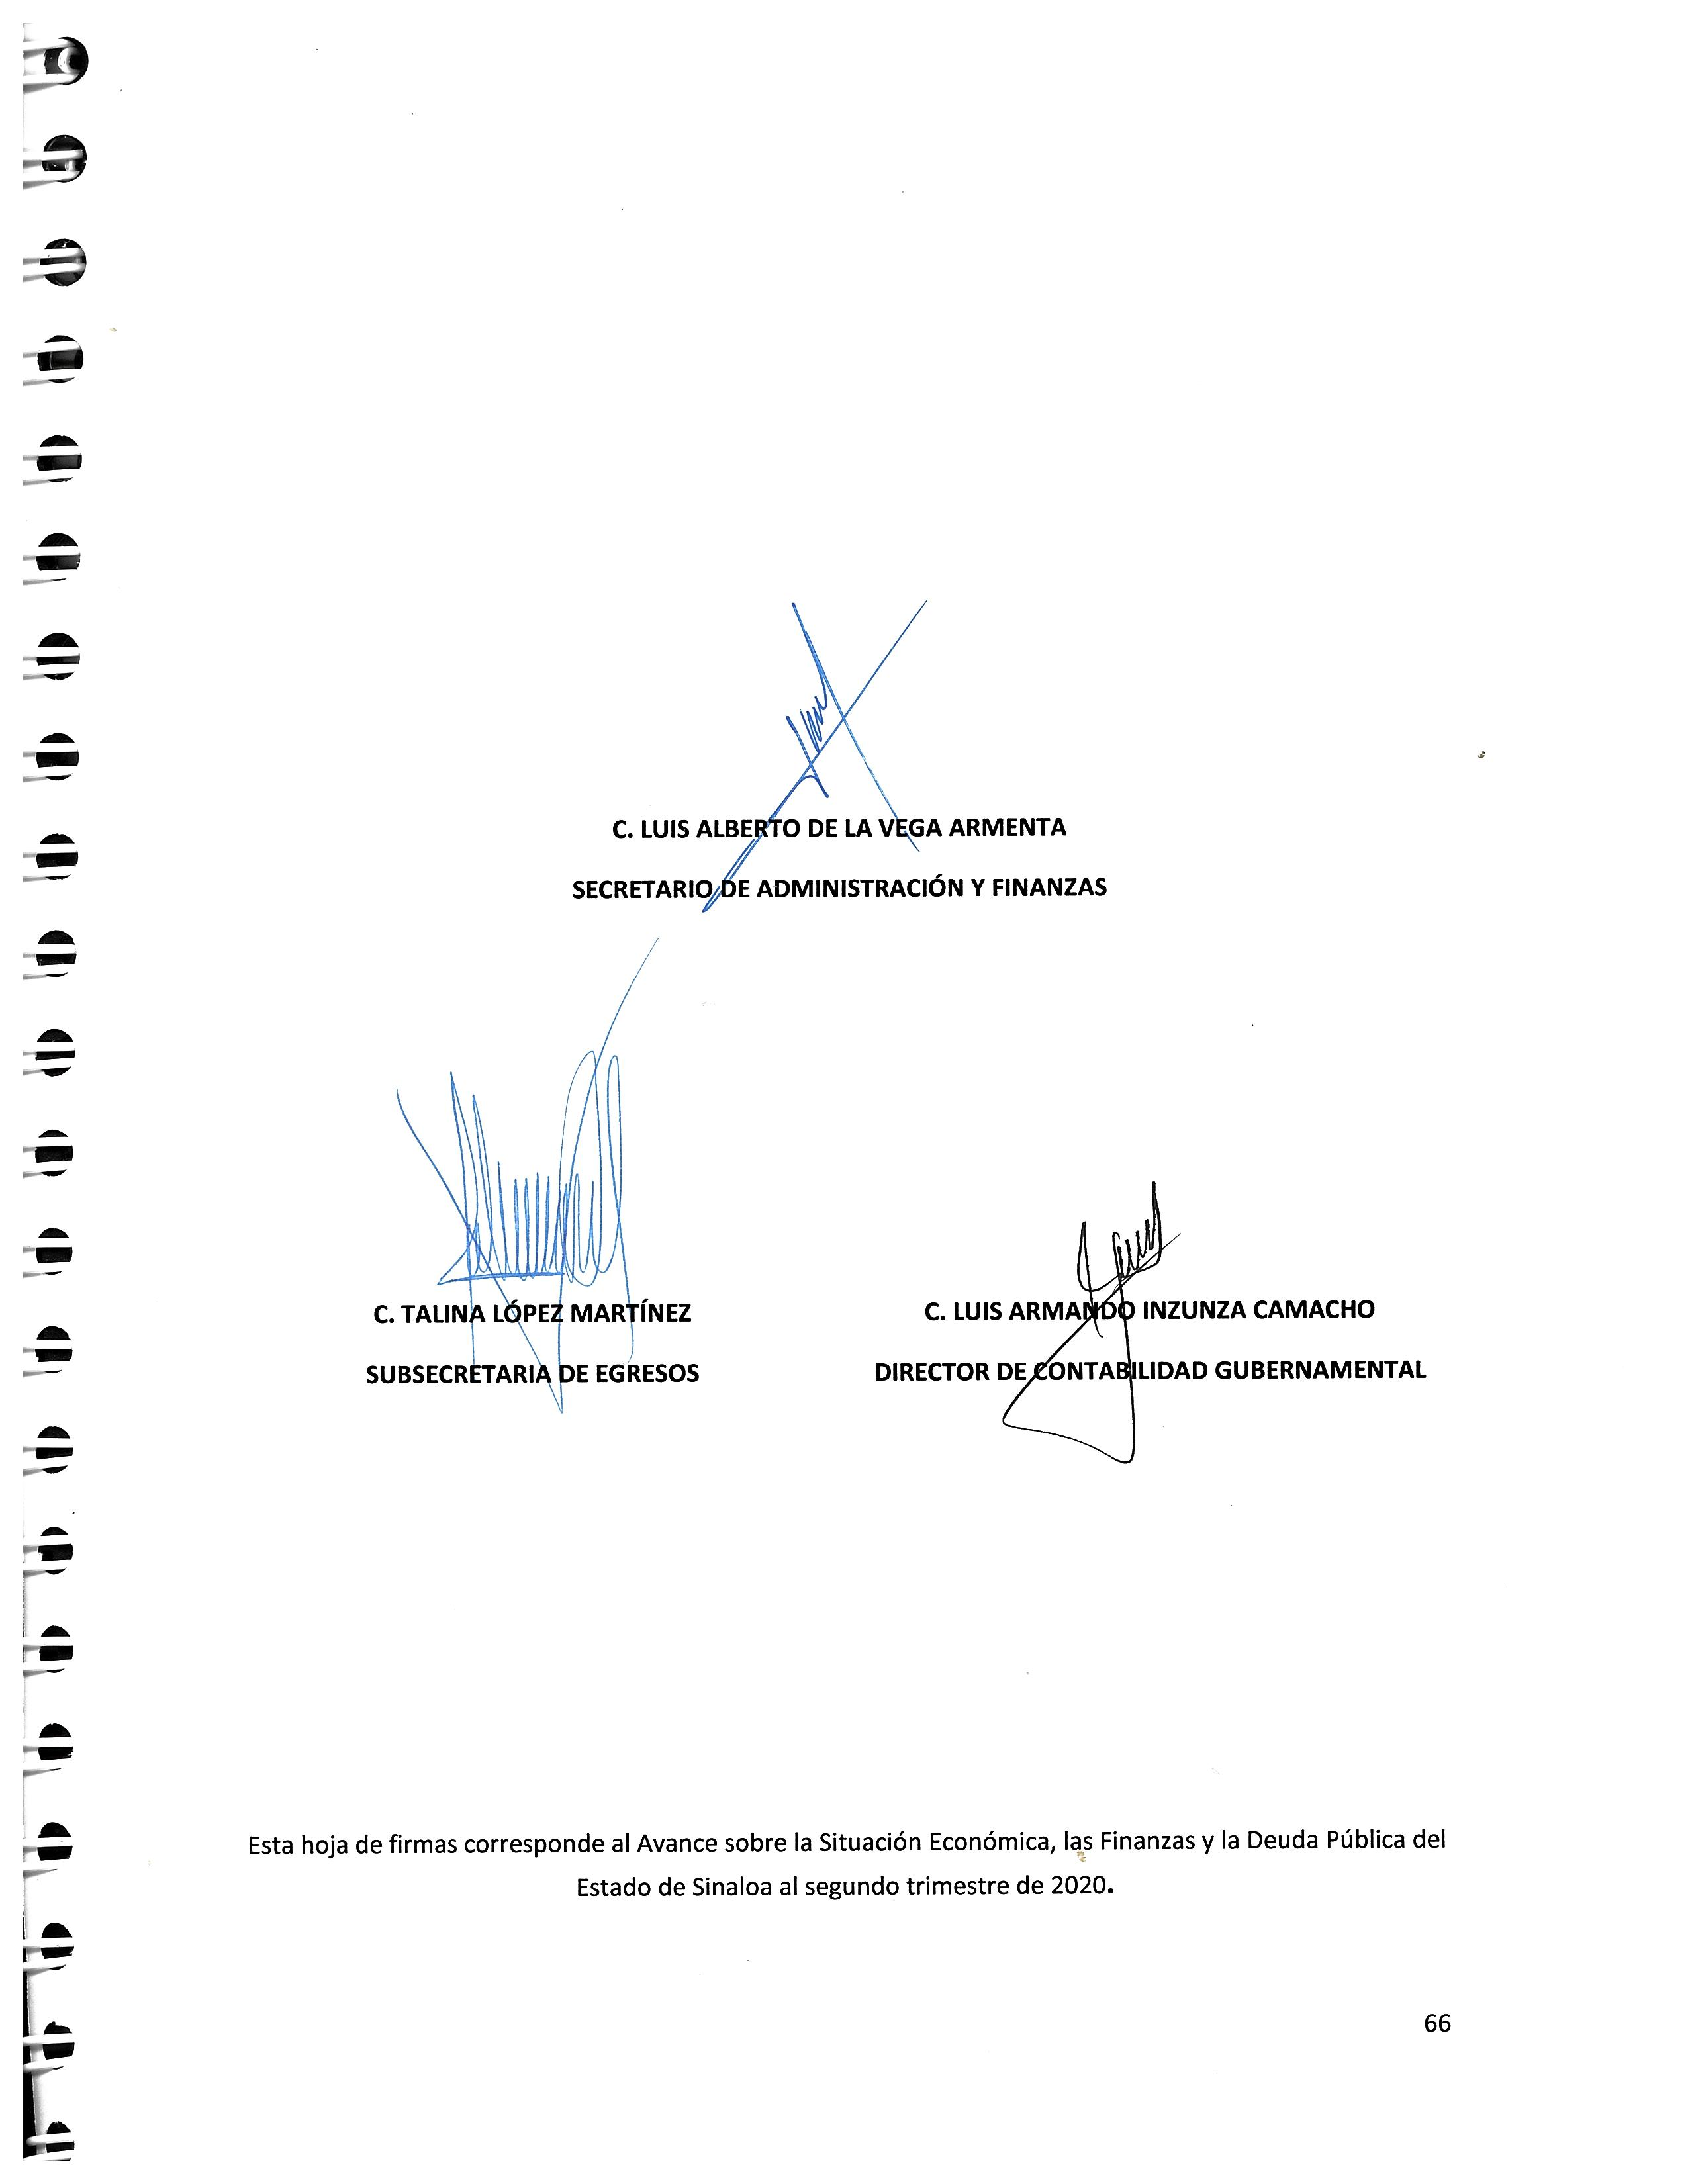 C. LUIS ALBERTO DE LA VEGA ARMENTA
SECRETARIO DE ADMINISTRACIÓN Y FINANZAS
C. TALINA LÓPEZ MARTÍNEZ
SUBSECRETARIA DE EGRESOS
C. LUIS ARMANDO INZUNZA CAMACHO
DIRECTOR DE CONTABILIDAD GUBERNAMENTAL
Esta hoja de firmas corresponde al Avance sobre la Situación Económica, las Finanzas y la Deuda Pública del
Estado de Sinaloa al segundo trimestre de 2020.
66